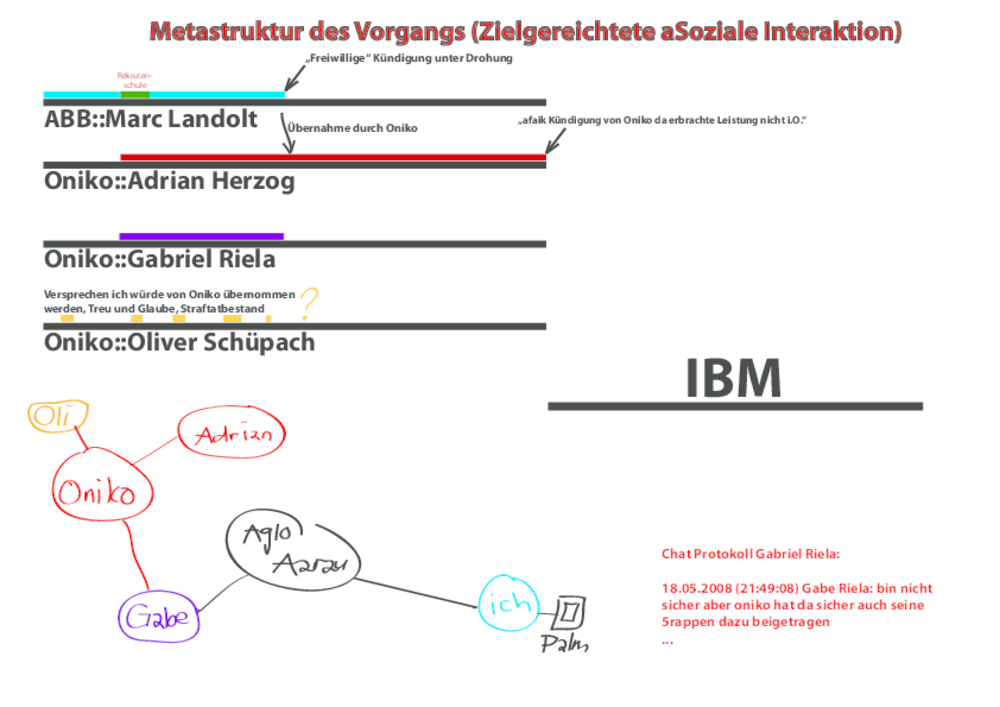 Metastruktur des Vorgangs (Zielgereichtete aSoziale Interaktion)
„Freiwillige“ Kündigung unter Drohung
Rekruten-
schule
ABB::Marc Landolt
Übernahme durch Oniko
„afaik Kündigung von Oniko da erbrachte Leistung nicht i.O.“
Oniko::Adrian Herzog
Oniko::Gabriel Riela
Versprechen ich würde von Oniko übernommen
werden, Treu und Glaube, Straftatbestand
?
Oniko::Oliver Schüpach
IBM
Oli
Adrian
Oniko
Aglo
Aarau
Gabe
ich
Palm
Chat Protokoll Gabriel Riela:
18.05.2008 (21:49:08) Gabe Riela: bin nicht
sicher aber oniko hat da sicher auch seine
5rappen dazu beigetragen
...